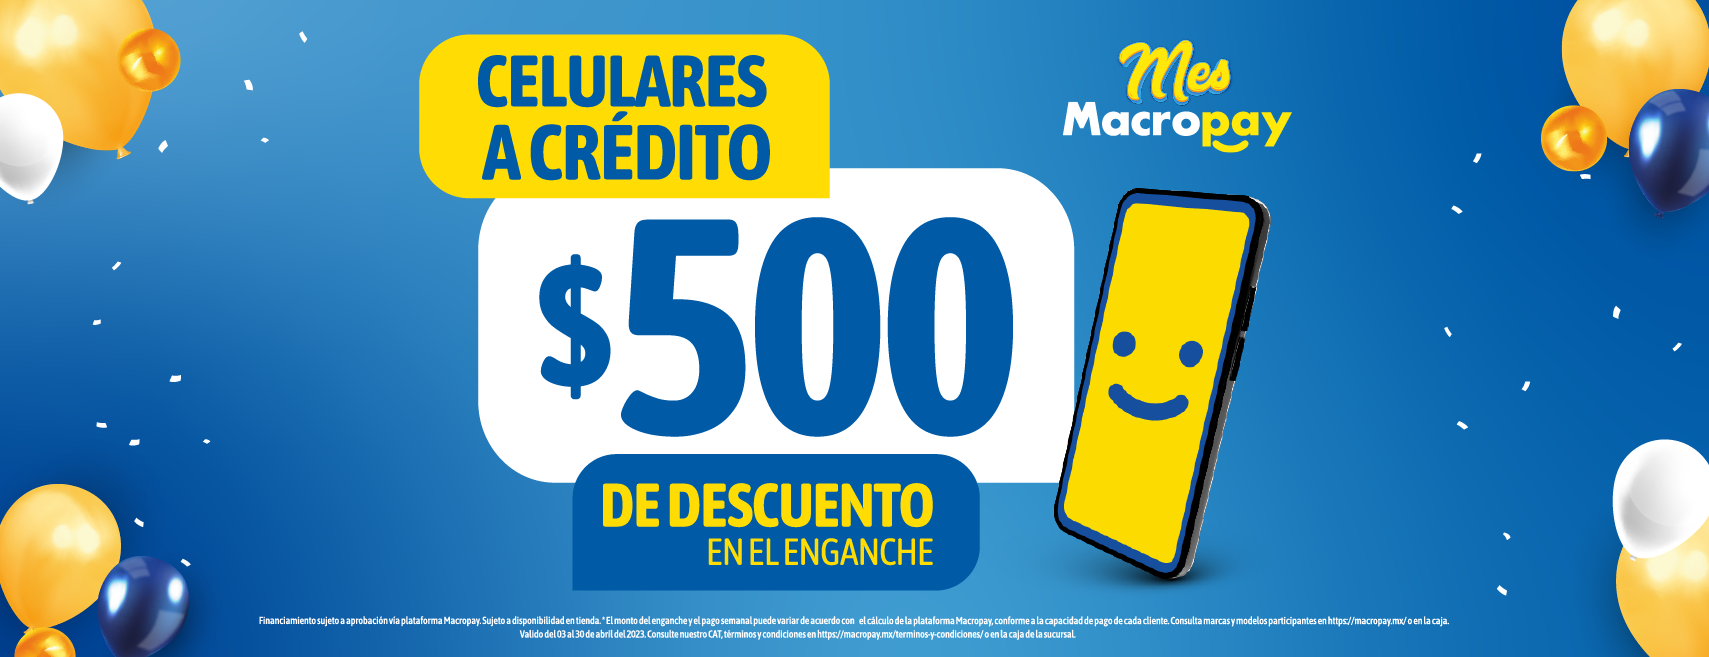 CELULARES
A CRÉDITO
Mes
Macropay
$500
DE DESCUENTO
EN EL ENGANCHE
Financiamiento sujeto a aprobación vía plataforma Macropay. Sujeto a disponibilidad en tienda. *El monto del enganche y el pago semanal puede variar de acuerdo con el cálculo de la plataforma Macropay, conforme a la capacidad de pago de cada cliente. Consulta marcas y modelos participantes en https://macropay.mx/ o en la caja.
Valido del 03 al 30 de abril del 2023. Consulte nuestro CAT, términos y condiciones en https://macropay.mx/terminos-y-condiciones/ o en la caja de la sucursal.